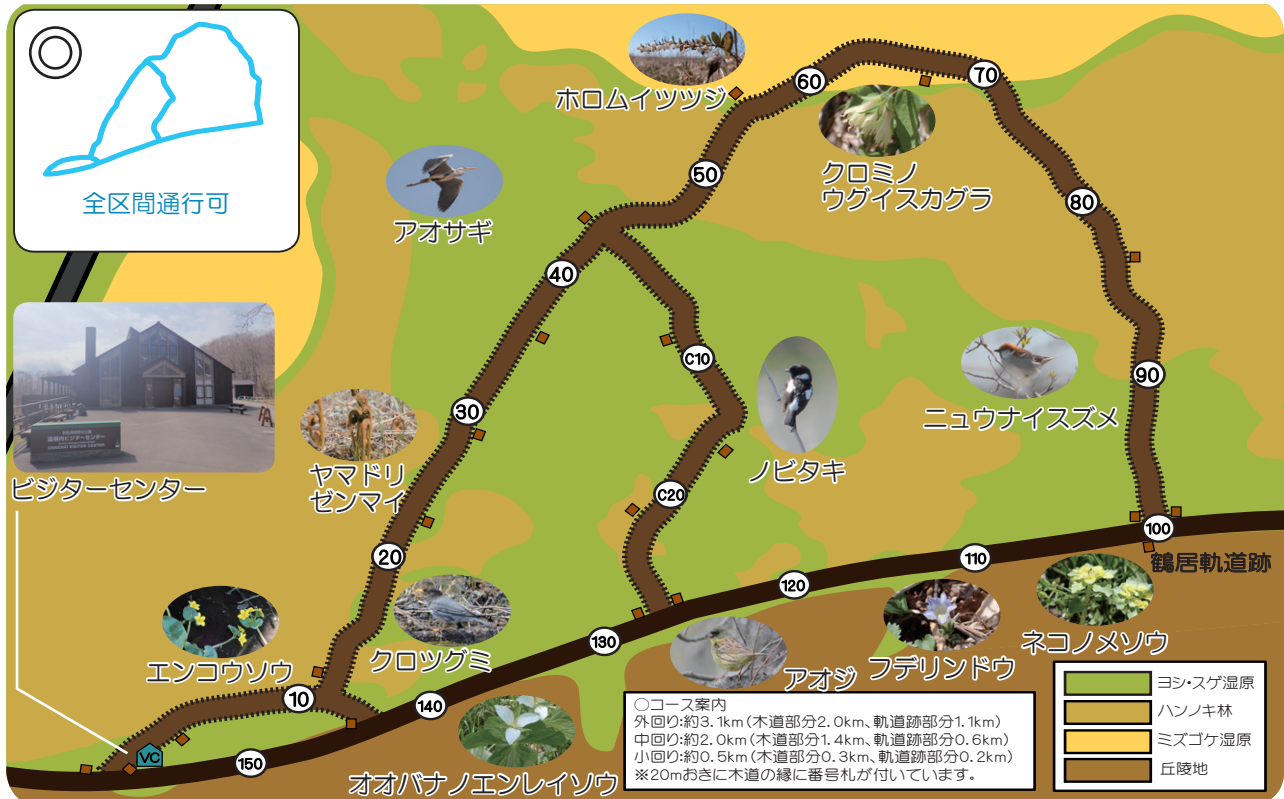 全区間通行可
ホロムイツツジ
60
70
クロミノ
ウグイスカグラ
アオサギ
50
80
40
C10
90
ニュウナイスズメ
30
ノビタキ
ヤマドリ
ゼンマイ
ビジターセンター
C20
20
100
鶴居軌道跡
110
120
130
エンコウソウ
クロツグミ
アオジ
フデリンドウ
ネコノメソウ
10
140
150
VC
オオバナノエンレイソウ
○コース案内
外回り:約3.1km(木道部分2.0km、軌道跡部分1.1km)
中回り:約2.0km(木道部分1.4km、軌道跡部分0.6km)
小回り:約0.5km(木道部分0.3km、軌道跡部分0.2km)
※20mおきに木道の縁に番号札が付いています。
ヨシ・スゲ湿原
ハンノキ林
ミズゴケ湿原
丘陵地